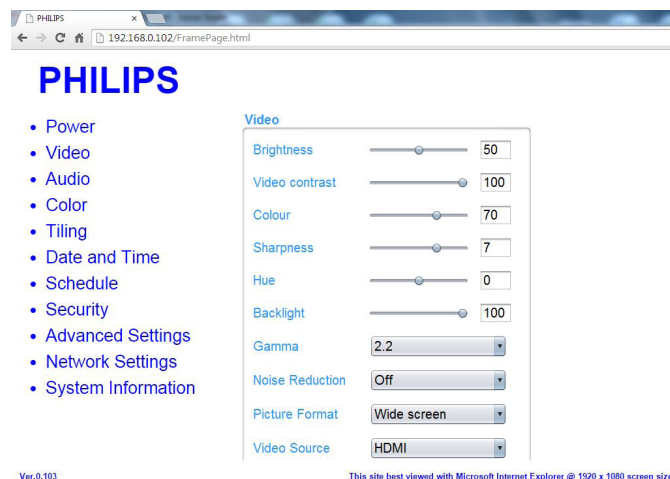 PHILIPS
192.168.0.102/FramePage.html
PHILIPS
Power
Video
Audio
Color
Tiling
Date and Time
Schedule
Security
Advanced Settings
Network Settings
System Information
Video
Brightness 50
Video contrast 100
Colour 70
Sharpness 7
Hue 0
Backlight 100
Gamma 2.2
Noise Reduction Off
Picture Format Wide screen
Video Source HDMI
Ver.0.103
This site best viewed with Microsoft Internet Explorer @ 1920 x 1080 screen size